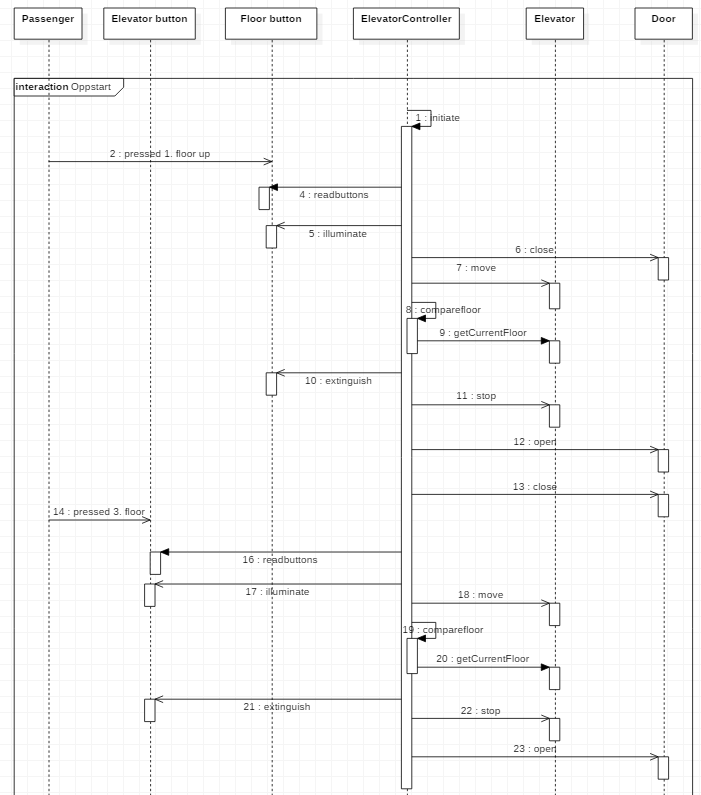 Passenger
Elevator button
Floor button
ElevatorController
Elevator
Door
interaction Oppstart
1 : initiate
2 : pressed 1. floor up
4 : readbuttons
5 : illuminate
6 : close
7 : move
8 : comparefloor
9 : getCurrentFloor
10 : extinguish
11 : stop
12 : open
13 : close
14 : pressed 3. floor
16 : readbuttons
17 : illuminate
18 : move
19 : comparefloor
20 : getCurrentFloor
21 : extinguish
22 : stop
23 : open